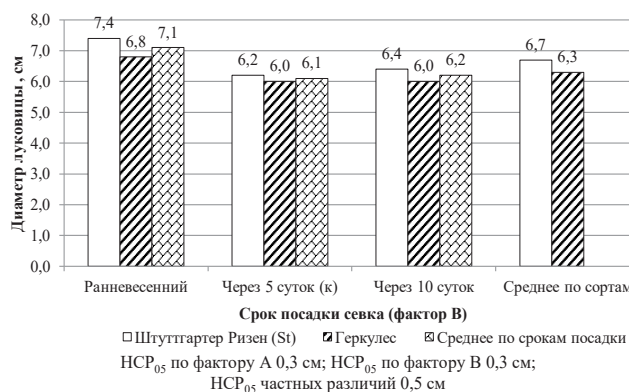 Диаметр луковицы , см
8,0
7,0
6,0
5,0
4,0
3,0
2,0
1,0
0,0
7,4
6,8
7,1
6,2
6,0
6,1
6,4
6,0
6,2
6,7
6,3
Ранневесенний
Через 5 суток (к)
Через 10 суток
Среднее по сортам
Срок посадки севка (фактор В)
Штуттгартер Ризен (St)
Геркулес
Среднее по срокам посадки
НСР05 по фактору А 0,3 см; НСР05 по фактору В 0,3 см;
НСР05 частных различий 0,5 см